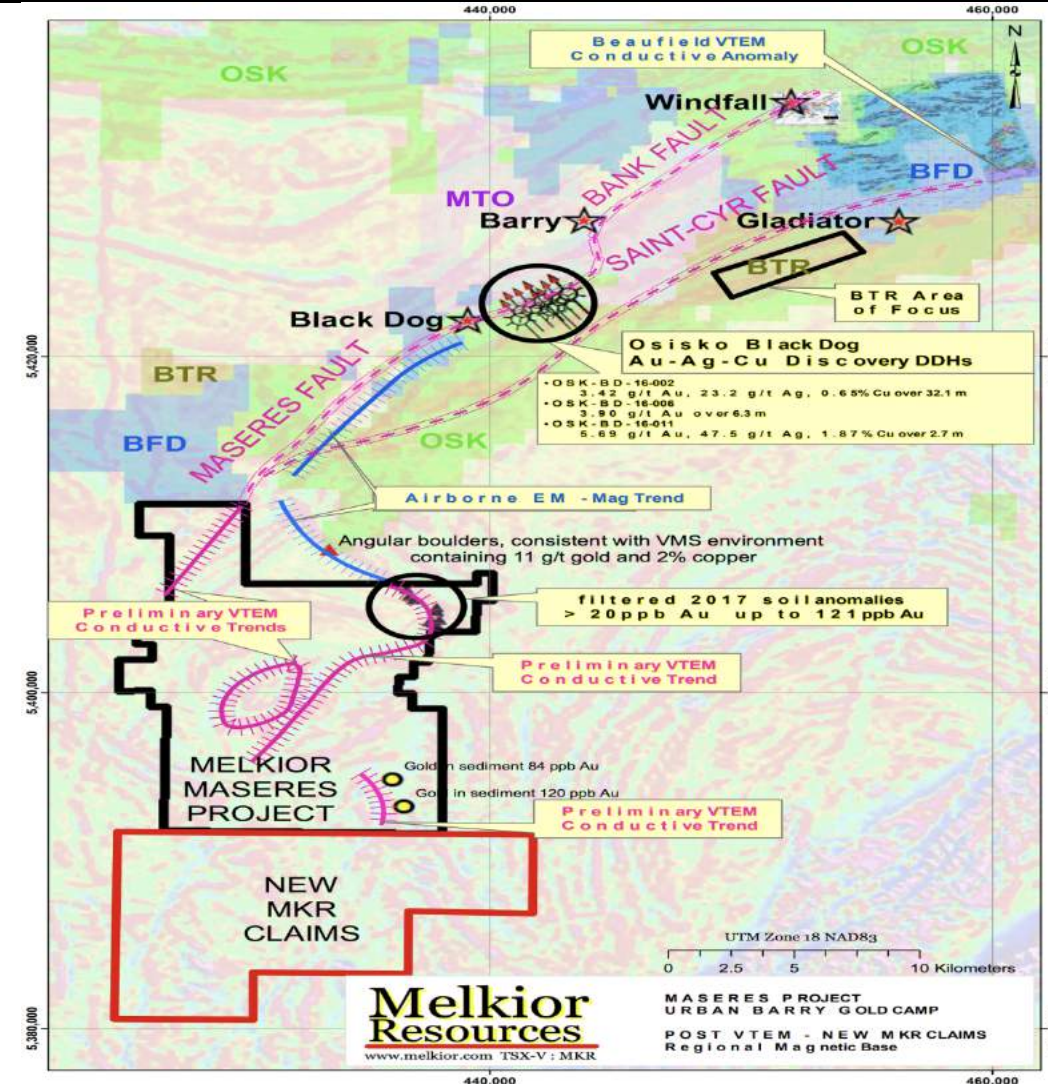 440,000
460,000
Beaufield VTEM
Conductive Anomaly
OSK
OSK
N
Windfall
BANK FAULT
BFD
MTO
Barry
SAINT-CYR FAULT
Gladiator
BTR
BTR Area
of Focus
Black Dog
Osisko Black Dog
Au-Ag-Cu Discovery DDHs
•OSK-BD-16-002
3.42 g/t Au, 23.2 g/t Ag, 0.65% Cu over 32.1 m
•OSK-BD-16-006
3.90 g/t Au over 6.3 m
•OSK-BD-16-011
5.69 g/t Au, 47.5 g/t Ag, 1.87% Cu over 2.7 m
5,420,000
BTR
MASERES FAULT
BFD
OSK
Airborne EM - Mag Trend
Angular boulders, consistent with VMS environment
containing 11 g/t gold and 2% copper
filtered 2017 soil anomalies
> 20ppb Au up to 121ppb Au
Preliminary VTEM
Conductive Trends
Preliminary VTEM
Conductive Trend
5,400,000
MELKIOR
MASERES
PROJECT
Gold in sediment 84 ppb Au
Gold in sediment 120 ppb Au
Preliminary VTEM
Conductive Trend
NEW
MKR
CLAIMS
UTM Zone 18 NAD83
0 2.5 5 10 Kilometers
5,380,000
Melkior
Resources
www.melkior.com TSX-V : MKR
MASERES PROJECT
URBAN BARRY GOLD CAMP
POST VTEM - NEW MKR CLAIMS
Regional Magnetic Base
440,000
460,000